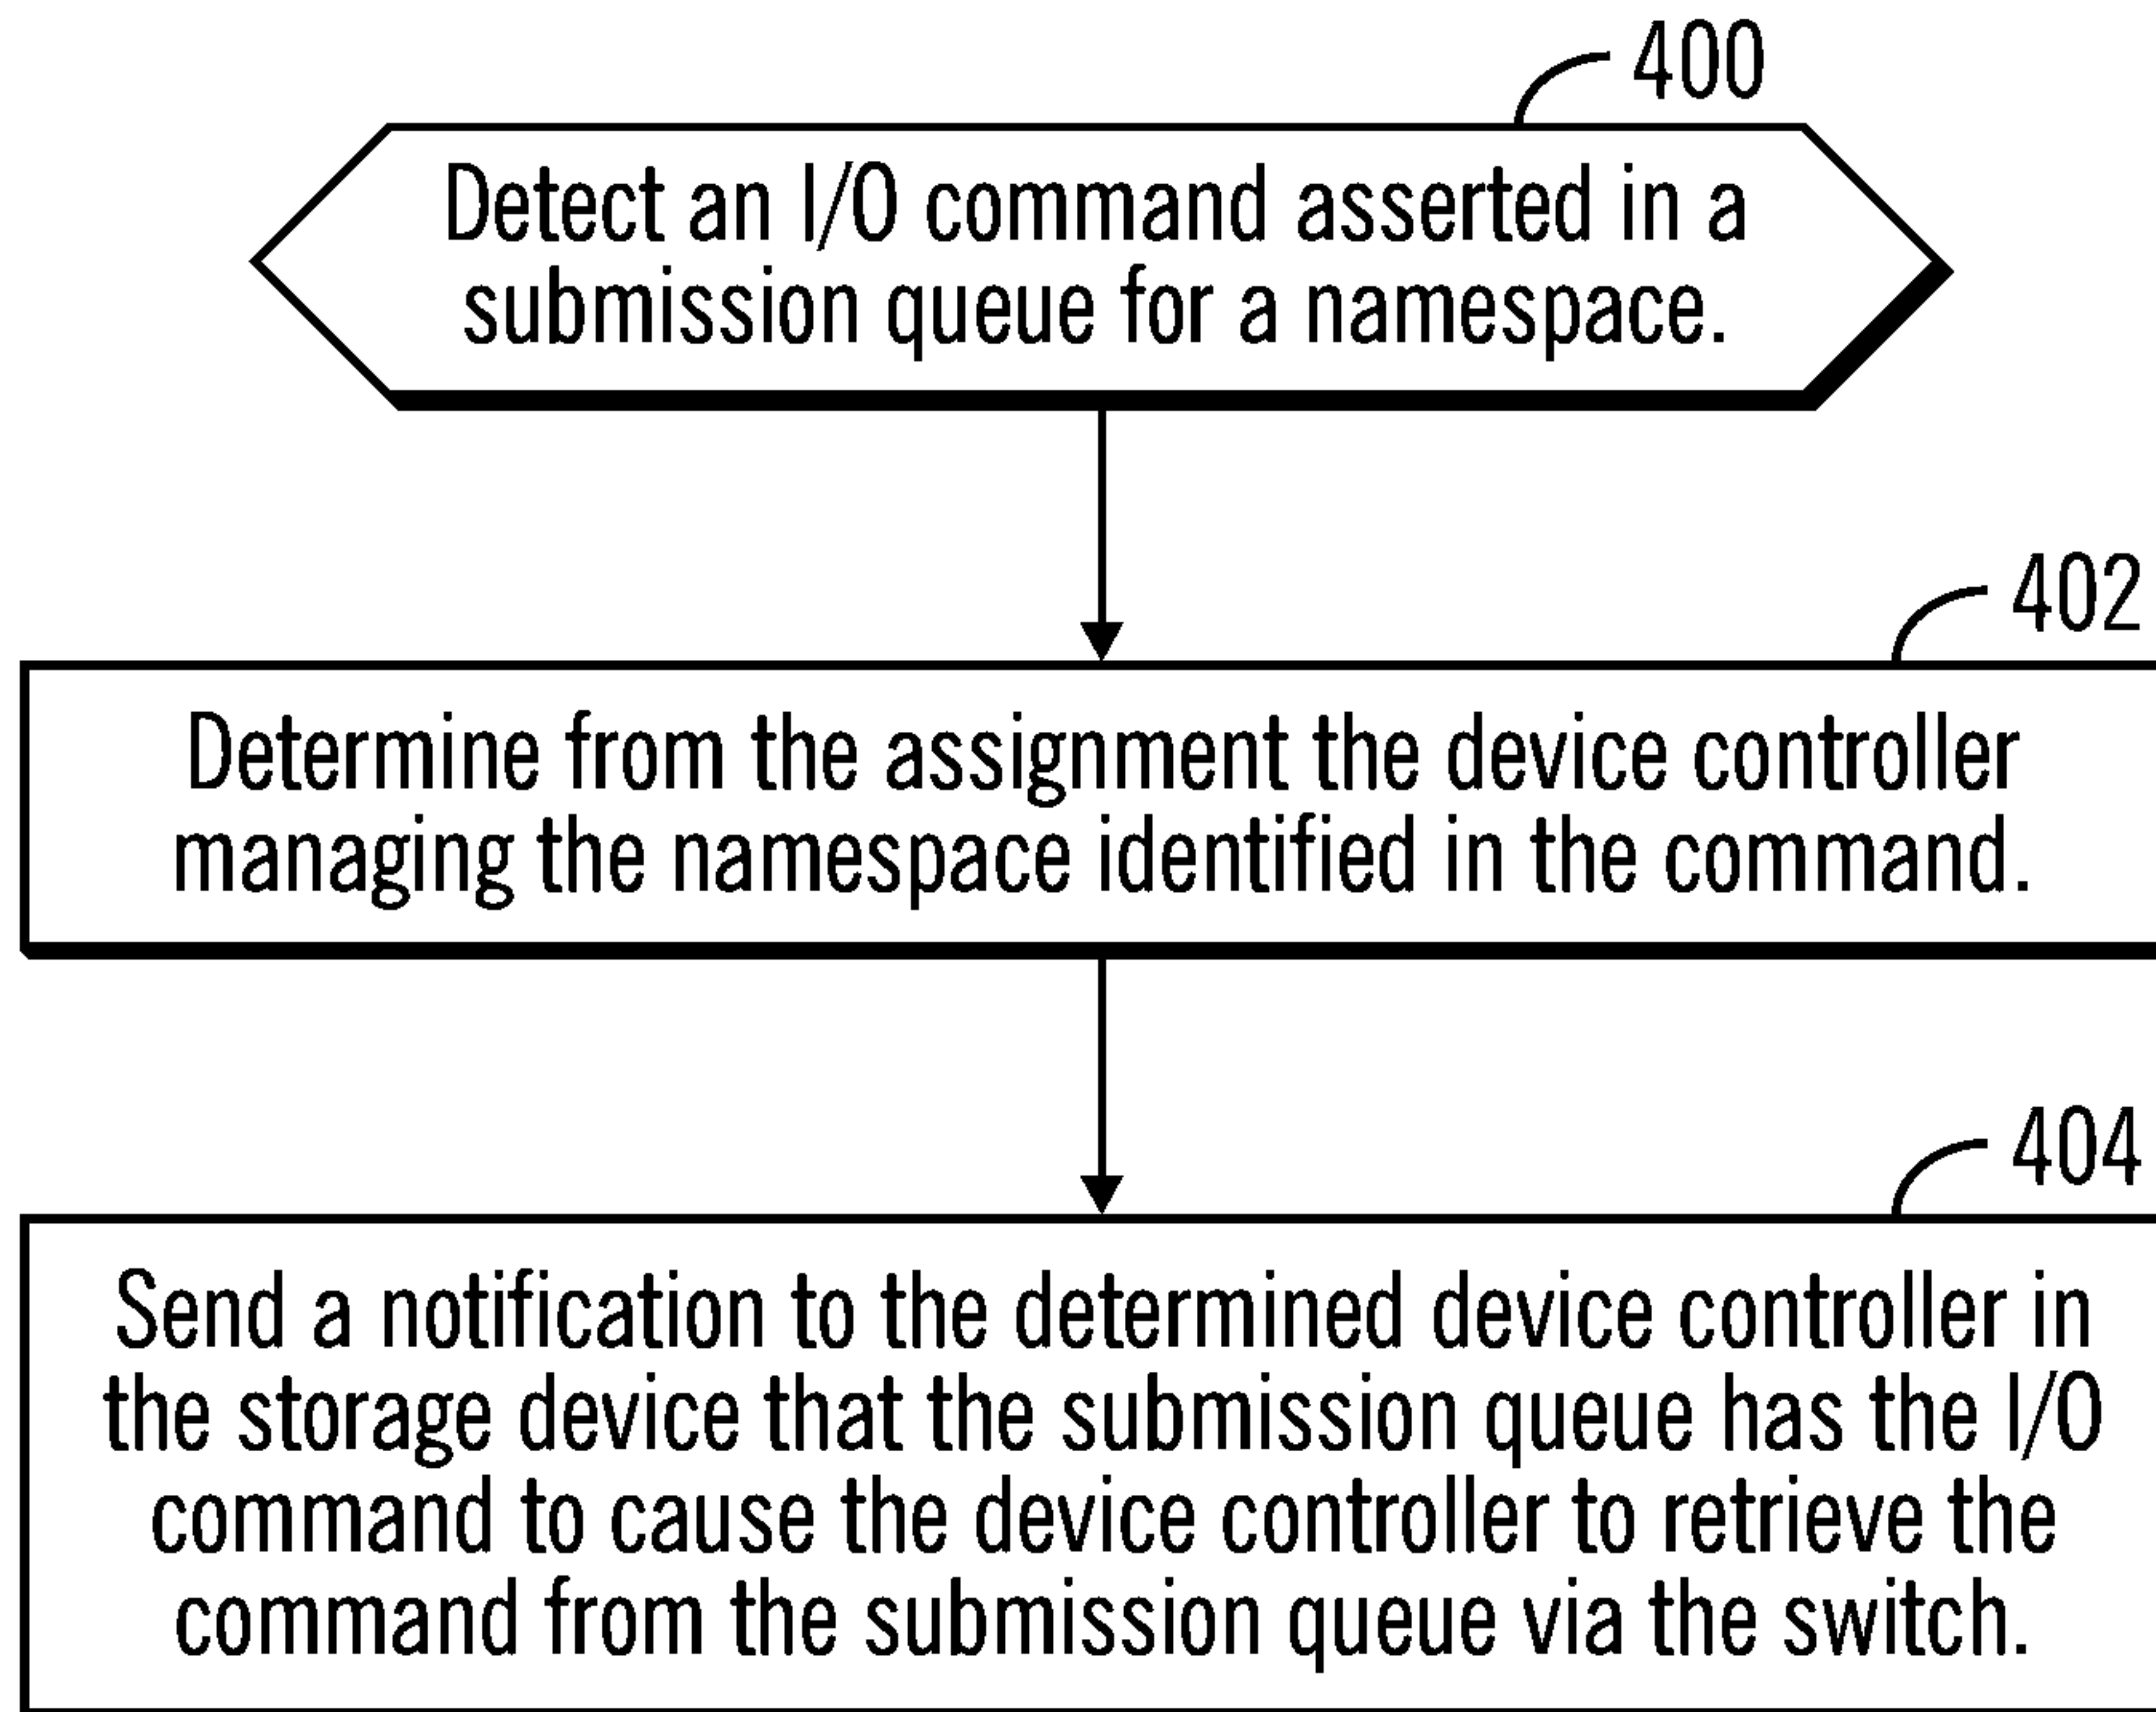 400
Detect an I/O command asserted in a
submission queue for a namespace.
402
Determine from the assignment the device controller
managing the namespace identified in the command.
404
Send a notification to the determined device controller in
the storage device that the submission queue has the I/O
command to cause the device controller to retrieve the
command from the submission queue via the switch.